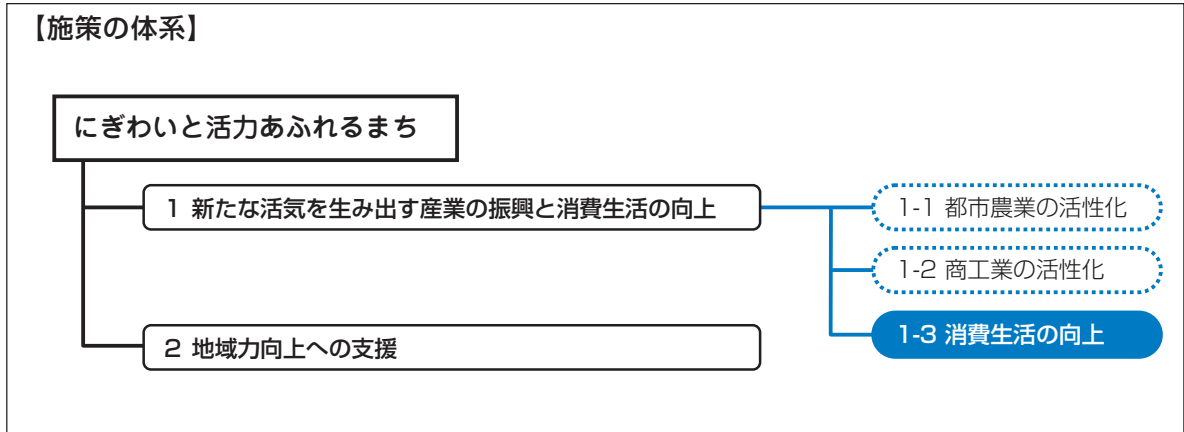 【施策の体系】
にぎわいと活力あふれるまち
1 新たな活気を生み出す産業の振興と消費生活の向上
1-1 都市農業の活性化
1-2 商工業の活性化
1-3 消費生活の向上
2 地域力向上への支援